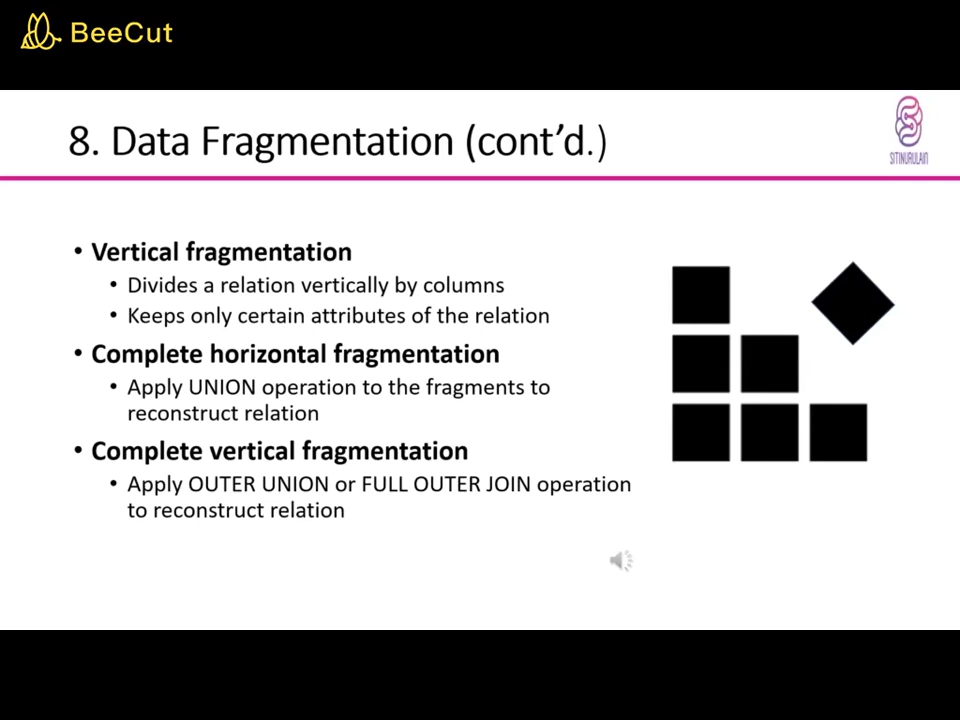 BeeCut
8. Data Fragmentation (cont'd.)
SITINURULAIN
• Vertical fragmentation
• Divides a relation vertically by columns
• Keeps only certain attributes of the relation
• Complete horizontal fragmentation
• Apply UNION operation to the fragments to
reconstruct relation
• Complete vertical fragmentation
• Apply OUTER UNION or FULL OUTER JOIN operation
to reconstruct relation